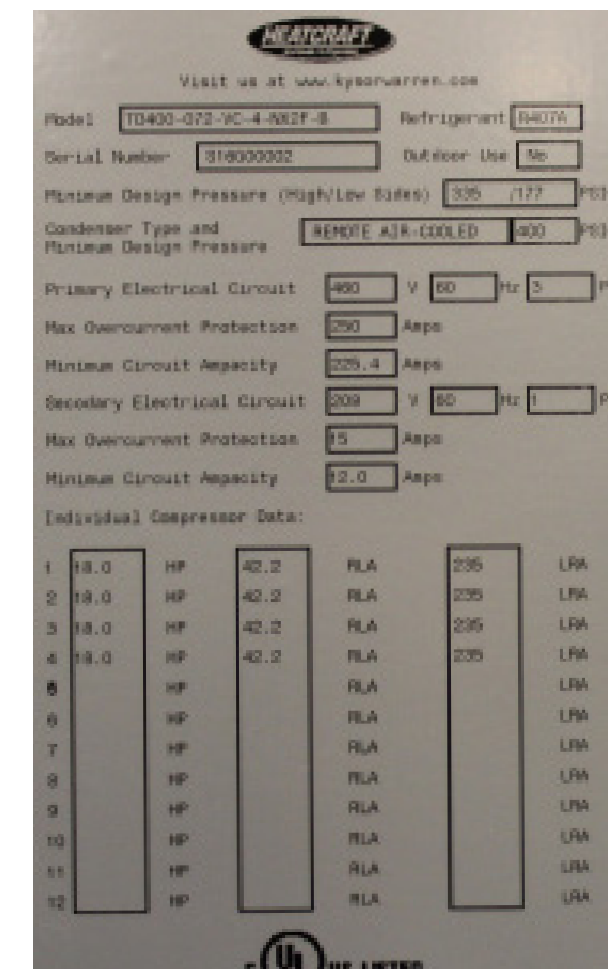 HEATCRAFT
Visit us at www.kysorwarren.com
Model Refrigerant R407A
Serial Number 316000002 Outdoor Use No
Minimum Design Pressure (High/Low Sides) 335 /177 PSI
Condenser Type and
Minimum Design Pressure REMOTE AIR-COOLED 400 PSI
Primary Electrical Circuit 460 V 60 Hz 3 P
Max Overcurrent Protection 250 Amps
Minimum Circuit Ampacity 225.4 Amps
Secodary Electrical Circuit 208 V 60 Hz 1 P
Max Overcurrent Protection 15 Amps
Minimum Circuit Ampacity 12.0 Amps
Individual Compressor Data:
1 18.0 HP 42.2 RLA 235 LRA
2 18.0 HP 42.2 RLA 235 LRA
3 18.0 HP 42.2 RLA 235 LRA
4 18.0 HP 42.2 RLA 235 LRA
5 HP RLA LRA
6 HP RLA LRA
7 HP RLA LRA
8 HP RLA LRA
9 HP RLA LRA
10 HP RLA LRA
11 HP RLA LRA
12 HP RLA LRA
C UL US LISTED